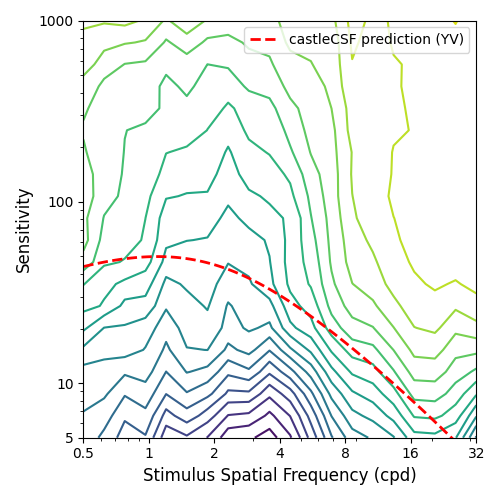 1000
castleCSF prediction (YV)
100
10
5
Sensitivity
0.5 1 2 4 8 16 32
Stimulus Spatial Frequency (cpd)